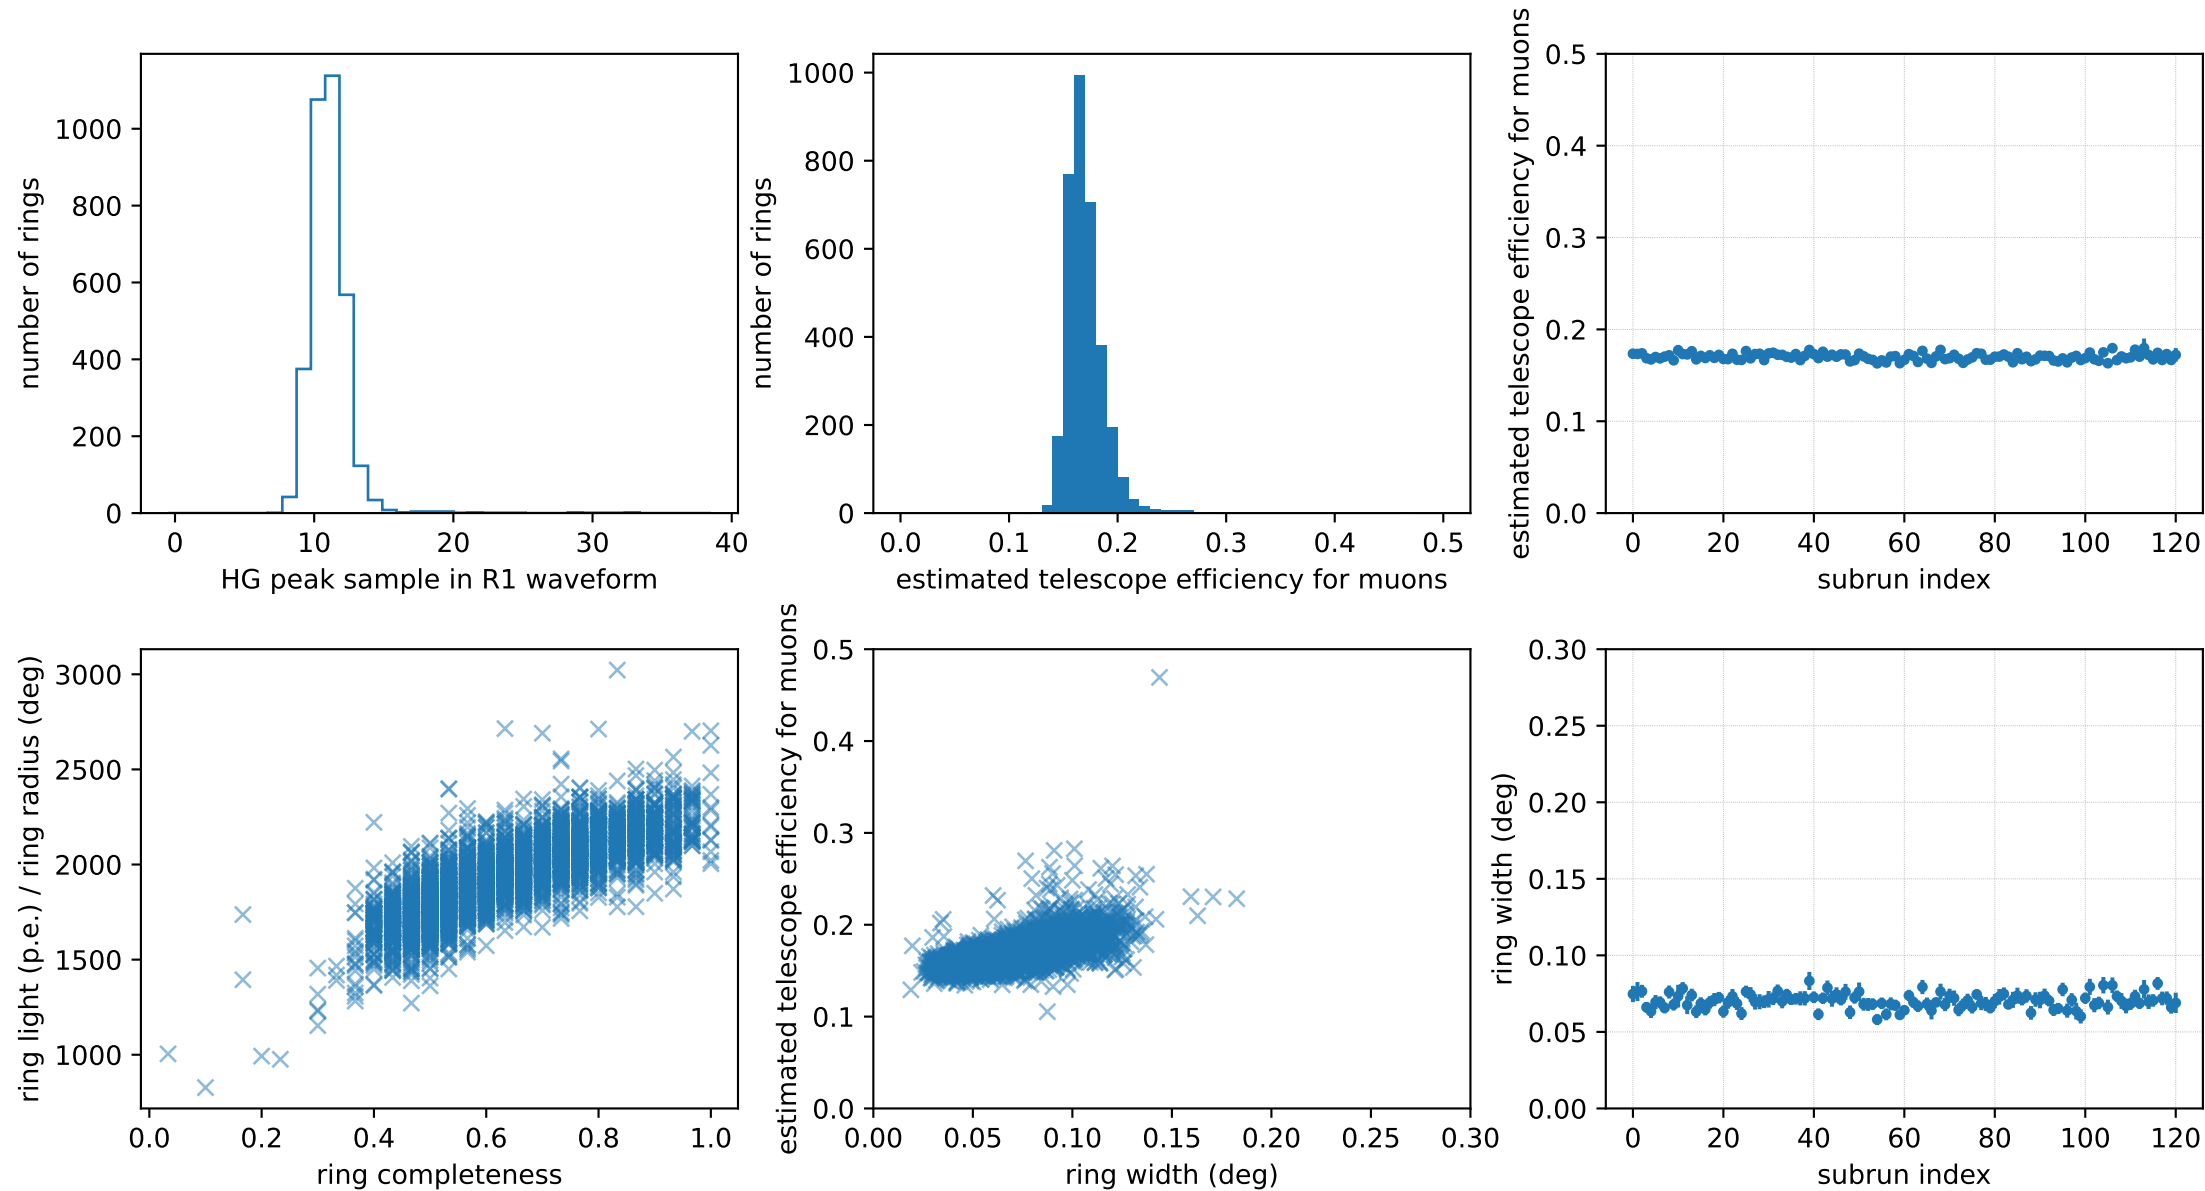 number of rings
1000
800
600
400
200
0
0 10 20 30 40
HG peak sample in R1 waveform
number of rings
1000
800
600
400
200
0
0.0 0.1 0.2 0.3 0.4 0.5
estimated telescope efficiency for muons
estimated telescope efficiency for muons
0.5
0.4
0.3
0.2
0.1
0.0
0 20 40 60 80 100 120
subrun index
ring light (p.e.) / ring radius (deg)
3000
2500
2000
1500
1000
0.0 0.2 0.4 0.6 0.8 1.0
ring completeness
estimated telescope efficiency for muons
0.5
0.4
0.3
0.2
0.1
0.0
0.00 0.05 0.10 0.15 0.20 0.25 0.30
ring width (deg)
ring width (deg)
0.30
0.25
0.20
0.15
0.10
0.05
0.00
0 20 40 60 80 100 120
subrun index